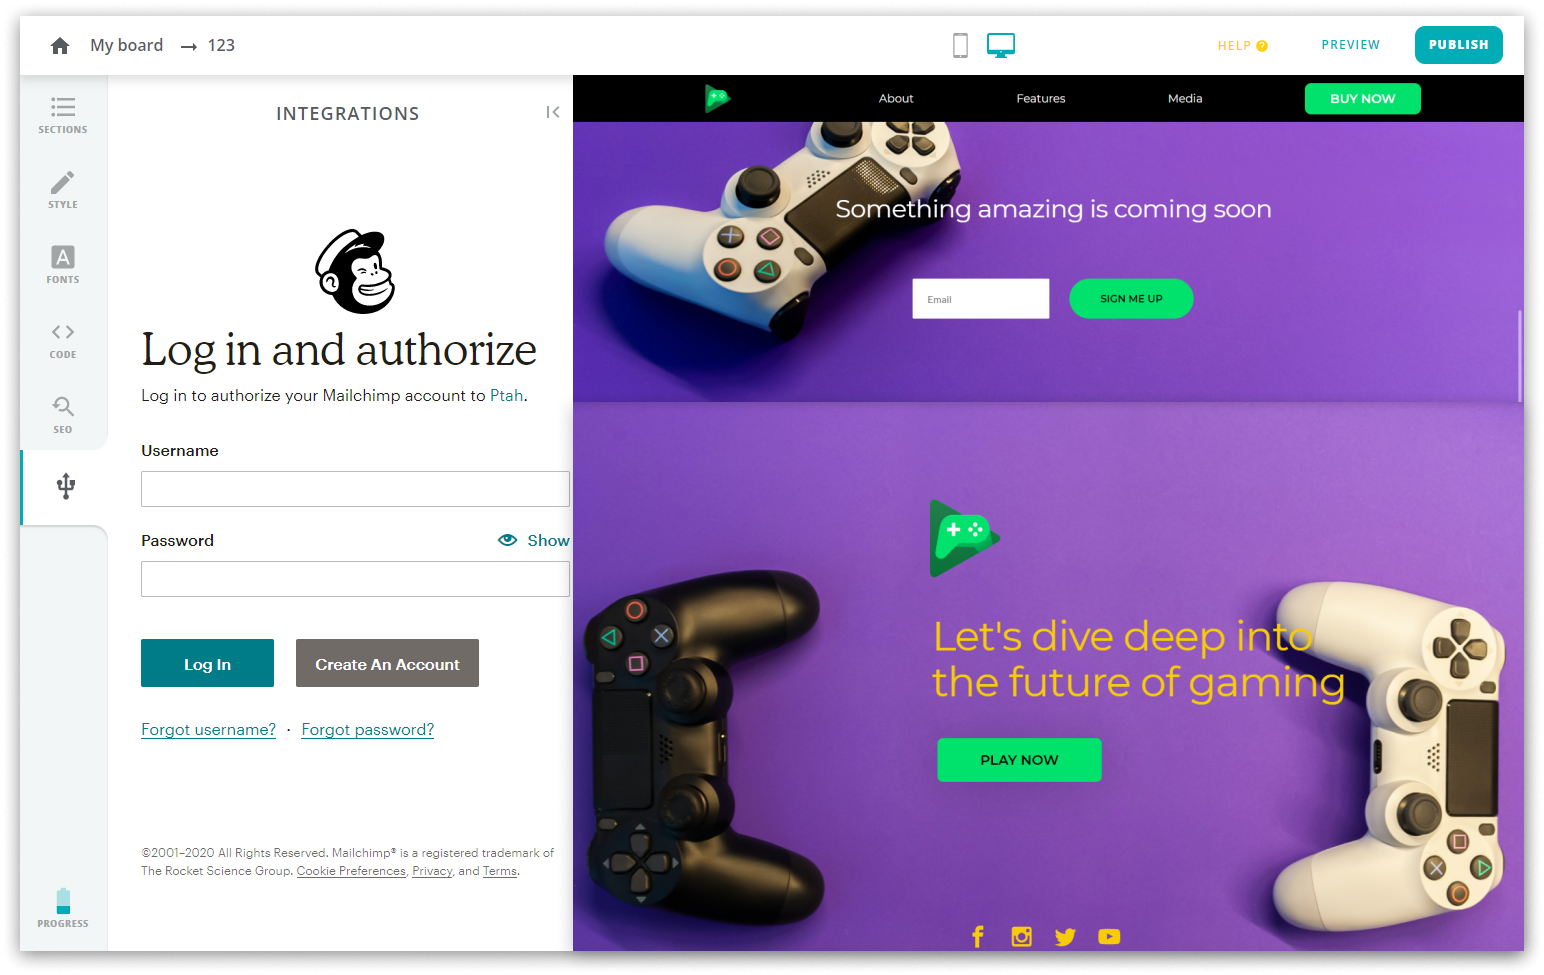 My board → 123
HELP ?
PREVIEW
PUBLISH
SECTIONS
STYLE
A
FONTS
CODE
SEO
PROGRESS
INTEGRATIONS
Log in and authorize
Log in to authorize your Mailchimp account to Ptah.
Username
Password
Show
Log In
Create An Account
Forgot username? · Forgot password?
©2001–2020 All Rights Reserved. Mailchimp® is a registered trademark of
The Rocket Science Group. Cookie Preferences, Privacy, and Terms.
About
Features
Media
BUY NOW
Something amazing is coming soon
Email
SIGN ME UP
Let's dive deep into
the future of gaming
PLAY NOW